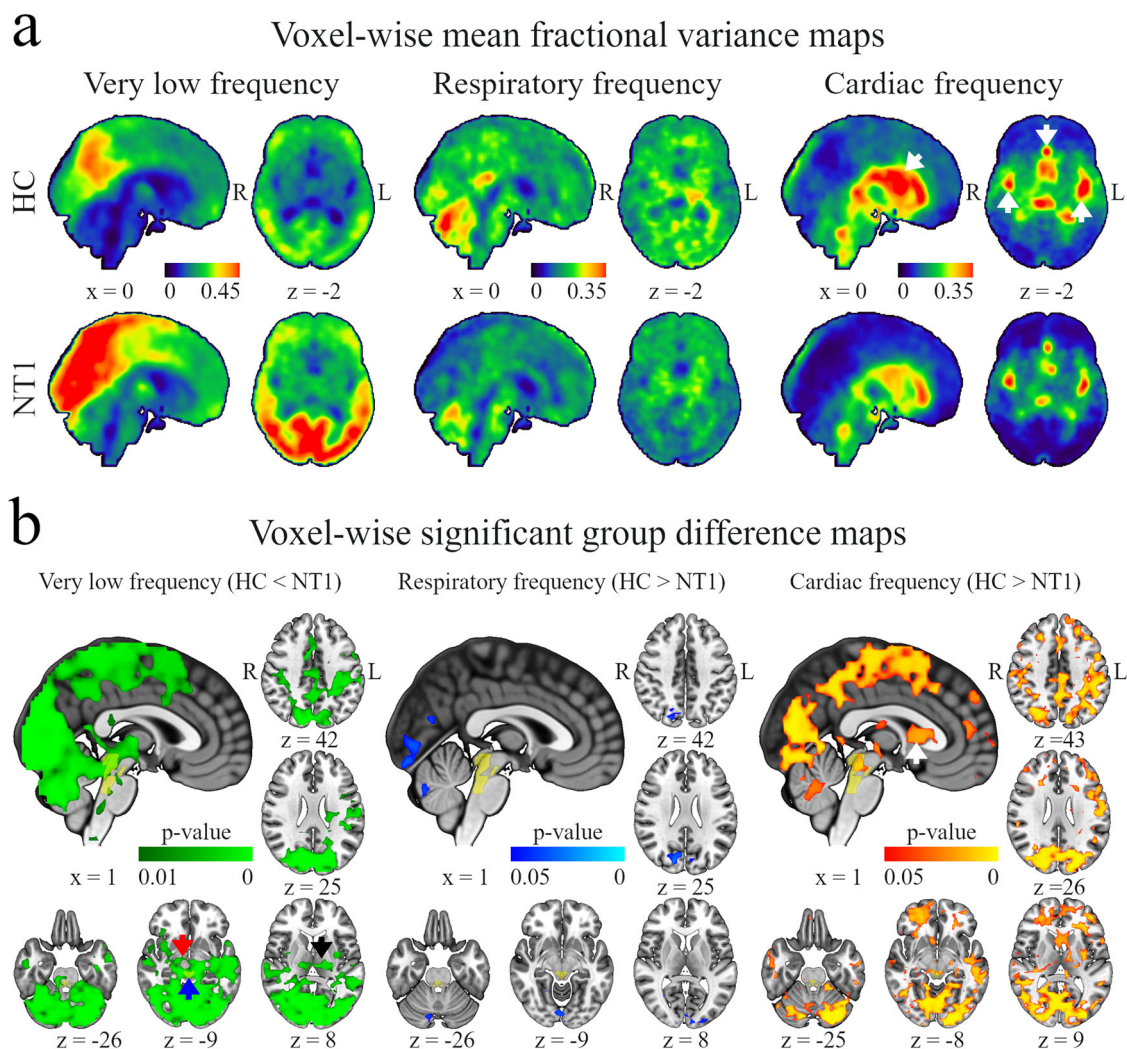 a
Voxel-wise mean fractional variance maps
Very low frequency
Respiratory frequency
Cardiac frequency
HC
R
L
R
L
R
L
0 0.45
x = 0
z = -2
0 0.35
x = 0
z = -2
0 0.35
x = 0
z = -2
NT1
b
Voxel-wise significant group difference maps
Very low frequency (HC < NT1)
Respiratory frequency (HC > NT1)
Cardiac frequency (HC > NT1)
R
L
R
L
R
L
z = 42
z = 42
z =43
p-value
0.01 0
x = 1
z = 25
p-value
0.05 0
x = 1
z = 25
p-value
0.05 0
x = 1
z =26
z = -26
z = -9
z = 8
z = -26
z = -9
z = 8
z = -25
z = -8
z = 9